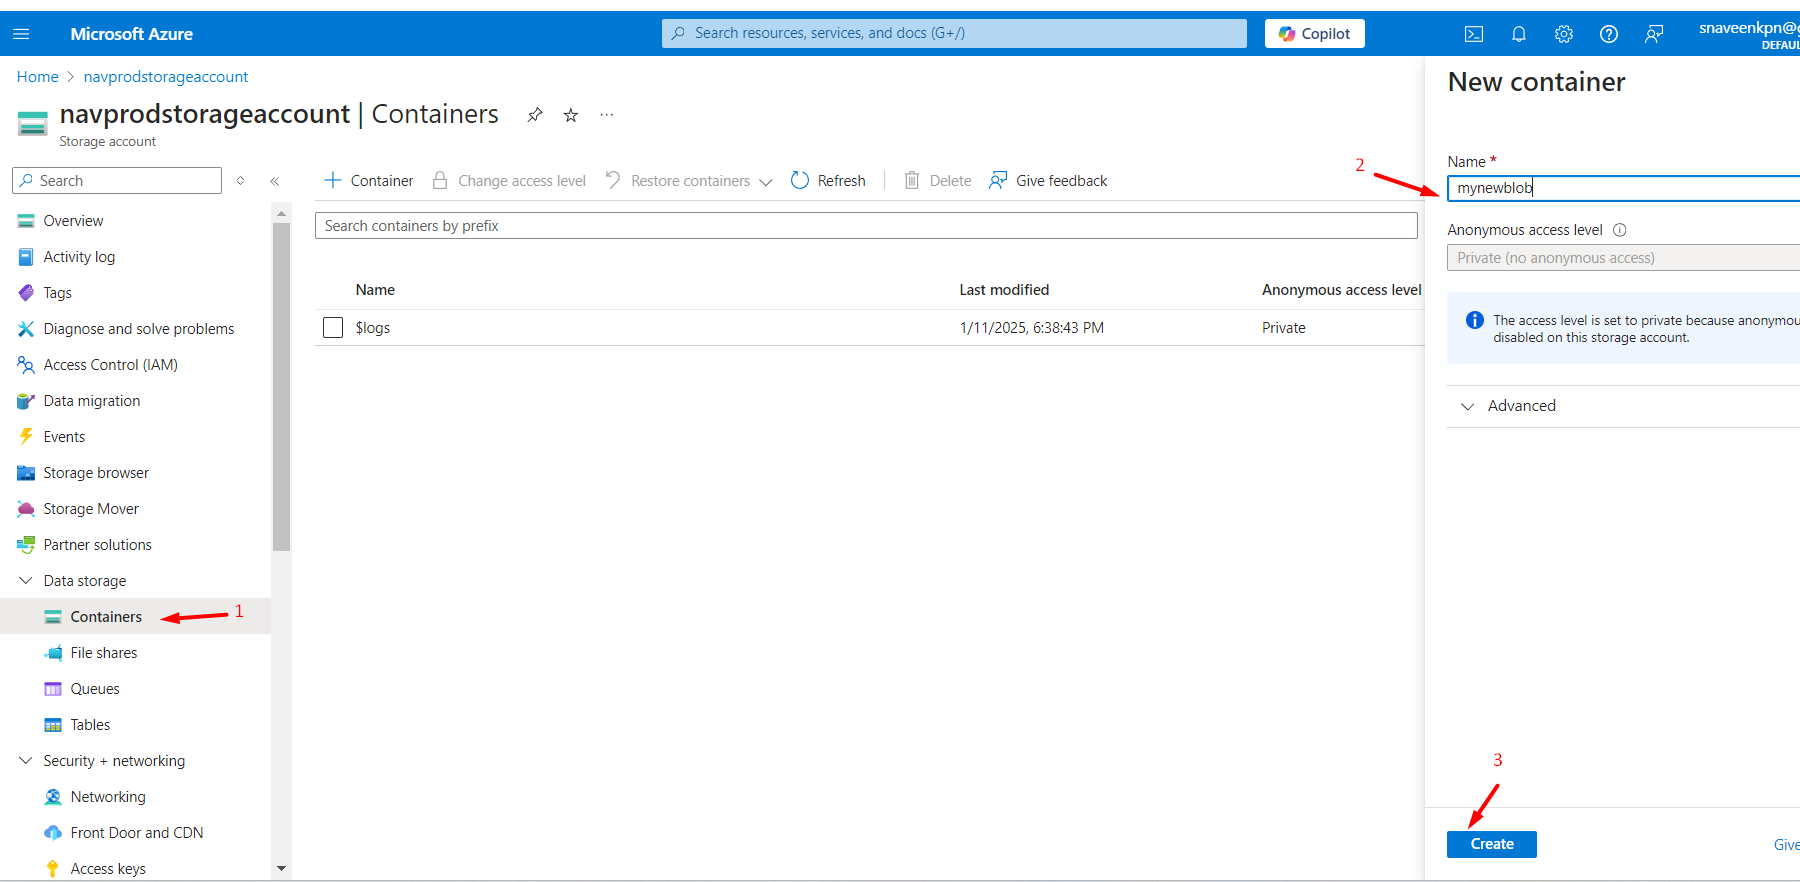 Microsoft Azure
Search resources, services, and docs (G+/)
Copilot
snaveenkpn@
DEFAUL
Home > navprodstorageaccount
navprodstorageaccount | Containers
Storage account
Search
Overview
Activity log
Tags
Diagnose and solve problems
Access Control (IAM)
Data migration
Events
Storage browser
Storage Mover
Partner solutions
Data storage
Containers
1
File shares
Queues
Tables
Security + networking
Networking
Front Door and CDN
Access keys
Container
Change access level
Restore containers
Refresh
Delete
Give feedback
Search containers by prefix
Name Last modified Anonymous access level
$logs 1/11/2025, 6:38:43 PM Private
New container
2
Name *
mynewblob
Anonymous access level
Private (no anonymous access)
The access level is set to private because anonymou
disabled on this storage account.
Advanced
3
Create
Give